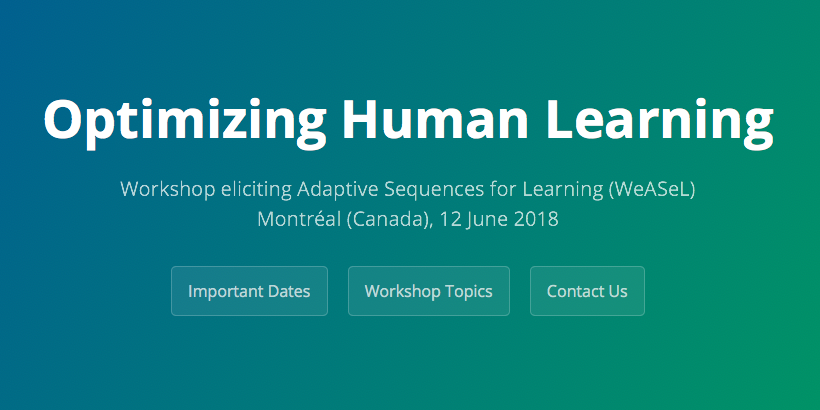 Optimizing Human Learning
Workshop eliciting Adaptive Sequences for Learning (WeASeL)
Montréal (Canada), 12 June 2018
Important Dates
Workshop Topics
Contact Us